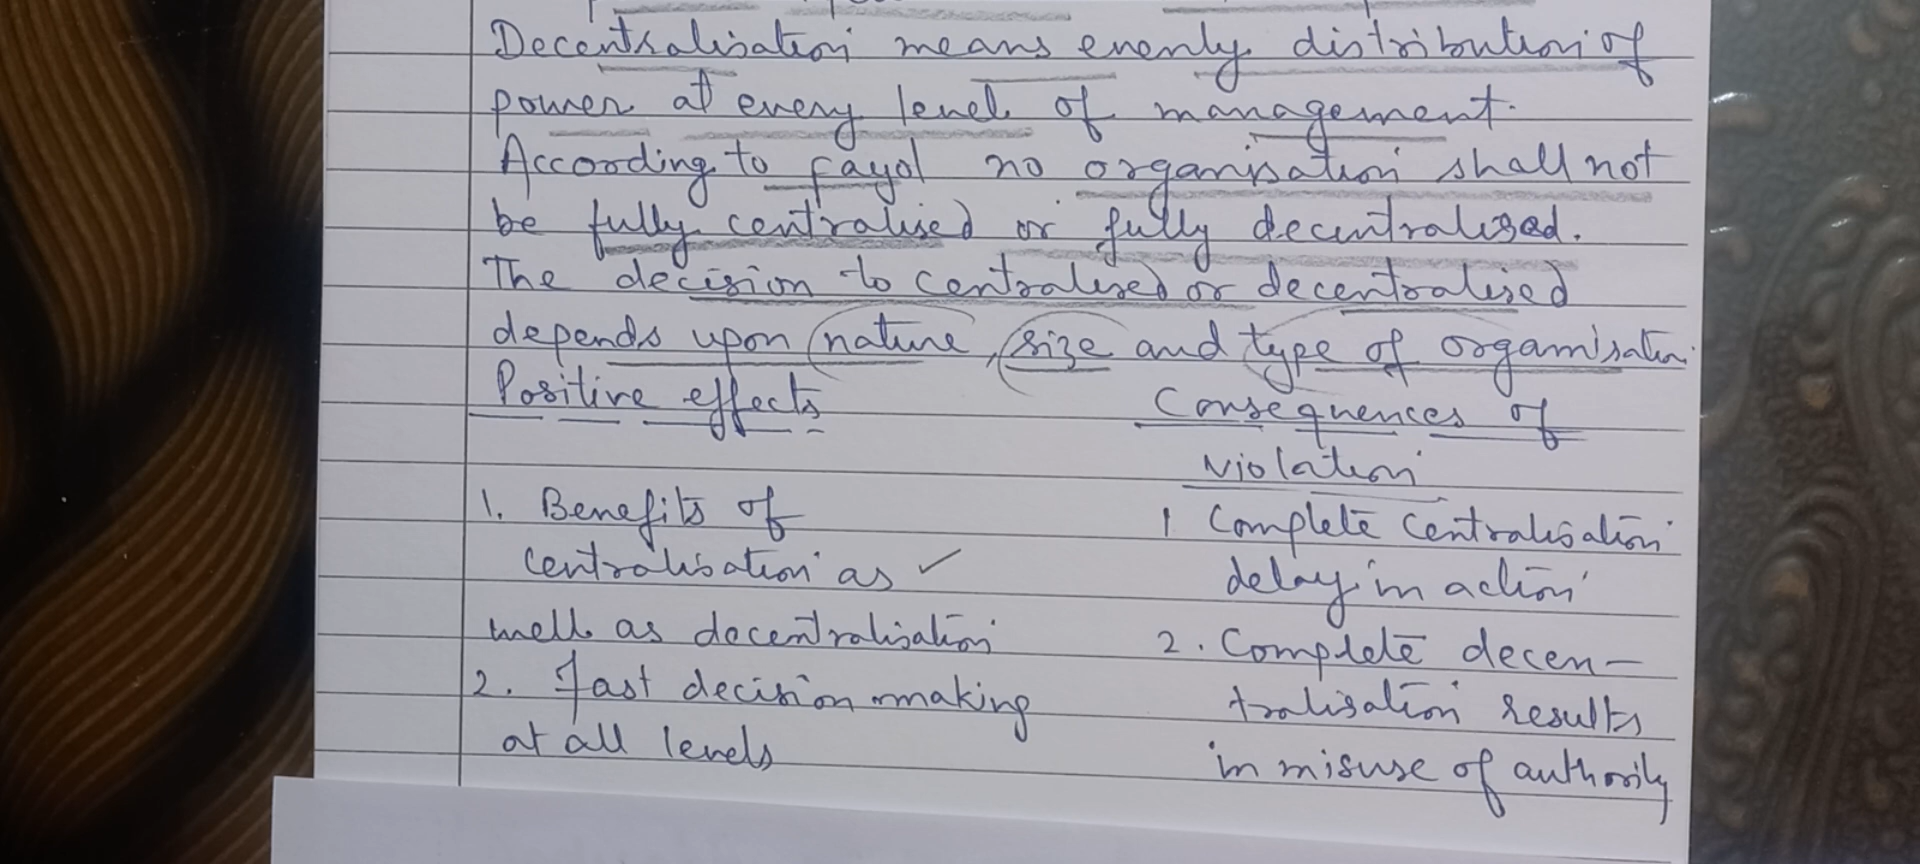 Decentralisation means evenly distribution of
power at every level of management.
According to fayol no organisation shall not
be fully centralised or fully decentralised.
The decision to centralised or decentralised
depends upon nature, size and type of organisation.
Positive effects
1. Benefits of
centralisation as ✓
well as decentralisation
2. Fast decision making
at all levels
Consequences of
violation
1 Complete centralisation
delay in action
2. Complete decen-
tralisation results
in misuse of authority